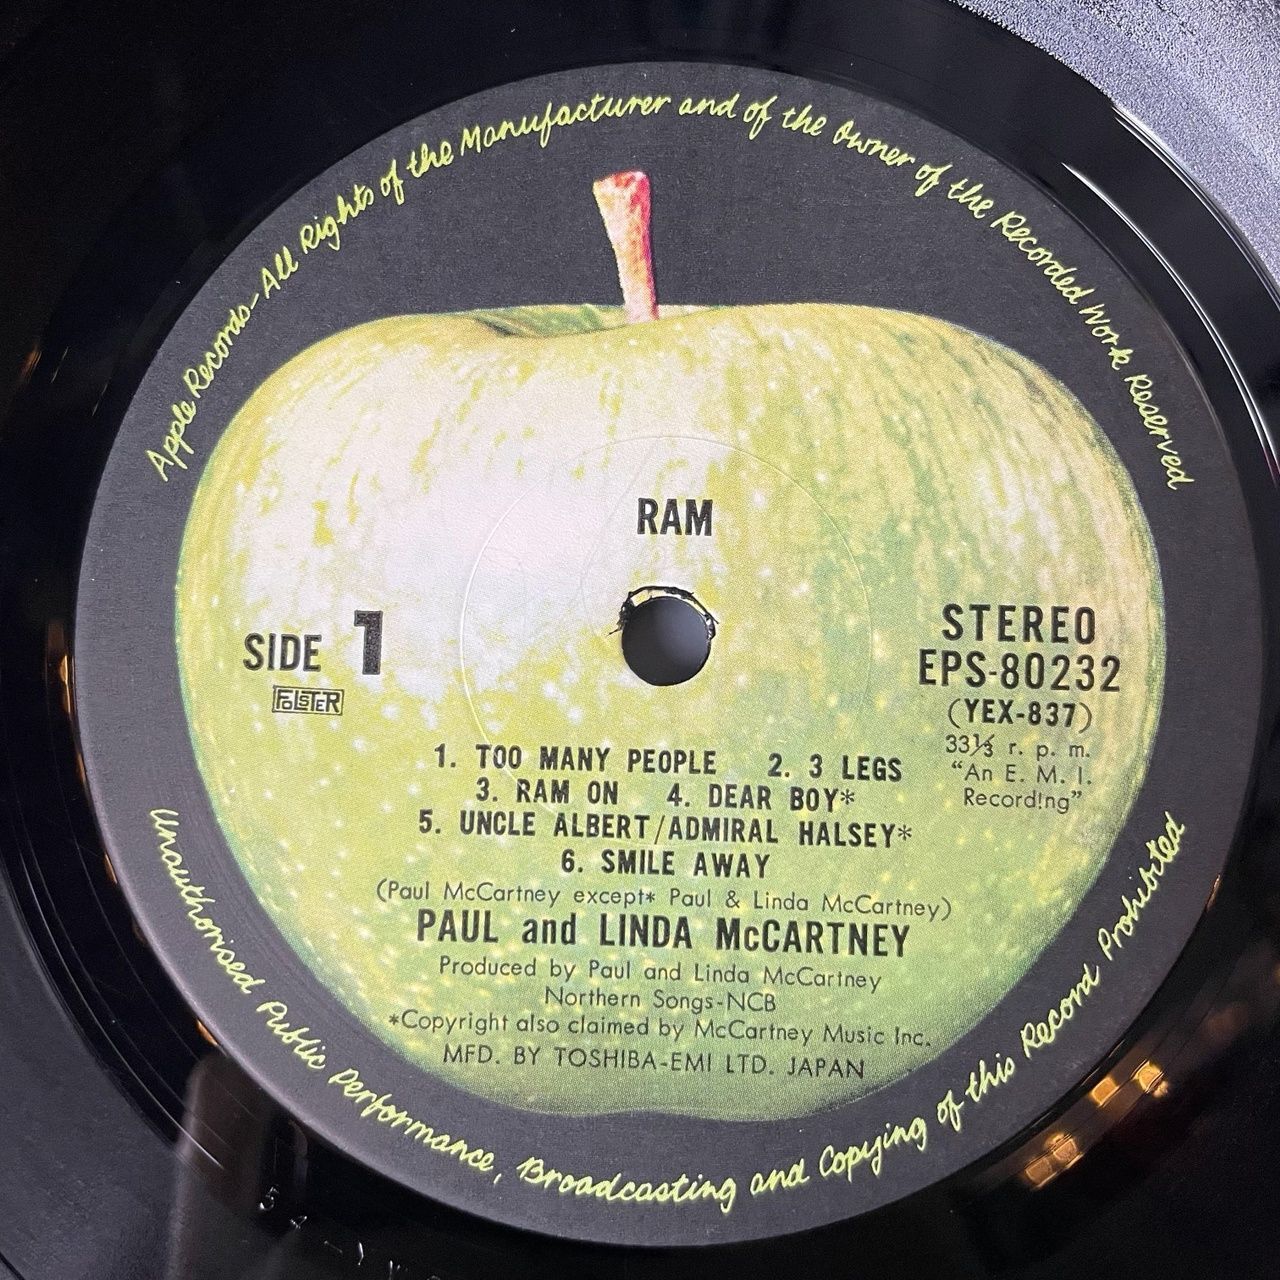 Apple Records-All Rights of the Manufacturer and of the Owner of the Recorded Work Reserved
RAM
SIDE 1
FOLSTER
STEREO
EPS-80232
(YEX-837)
33⅓ r. p. m.
“An E. M. I.
Record!ng”
1. TOO MANY PEOPLE 2. 3 LEGS
3. RAM ON 4. DEAR BOY*
5. UNCLE ALBERT/ADMIRAL HALSEY*
6. SMILE AWAY
(Paul McCartney except* Paul & Linda McCartney)
PAUL and LINDA McCARTNEY
Produced by Paul and Linda McCartney
Northern Songs-NCB
*Copyright also claimed by McCartney Music Inc.
MFD. BY TOSHIBA-EMI LTD. JAPAN
Unauthorised Public Performance, Broadcasting and Copying of this Record Prohibited